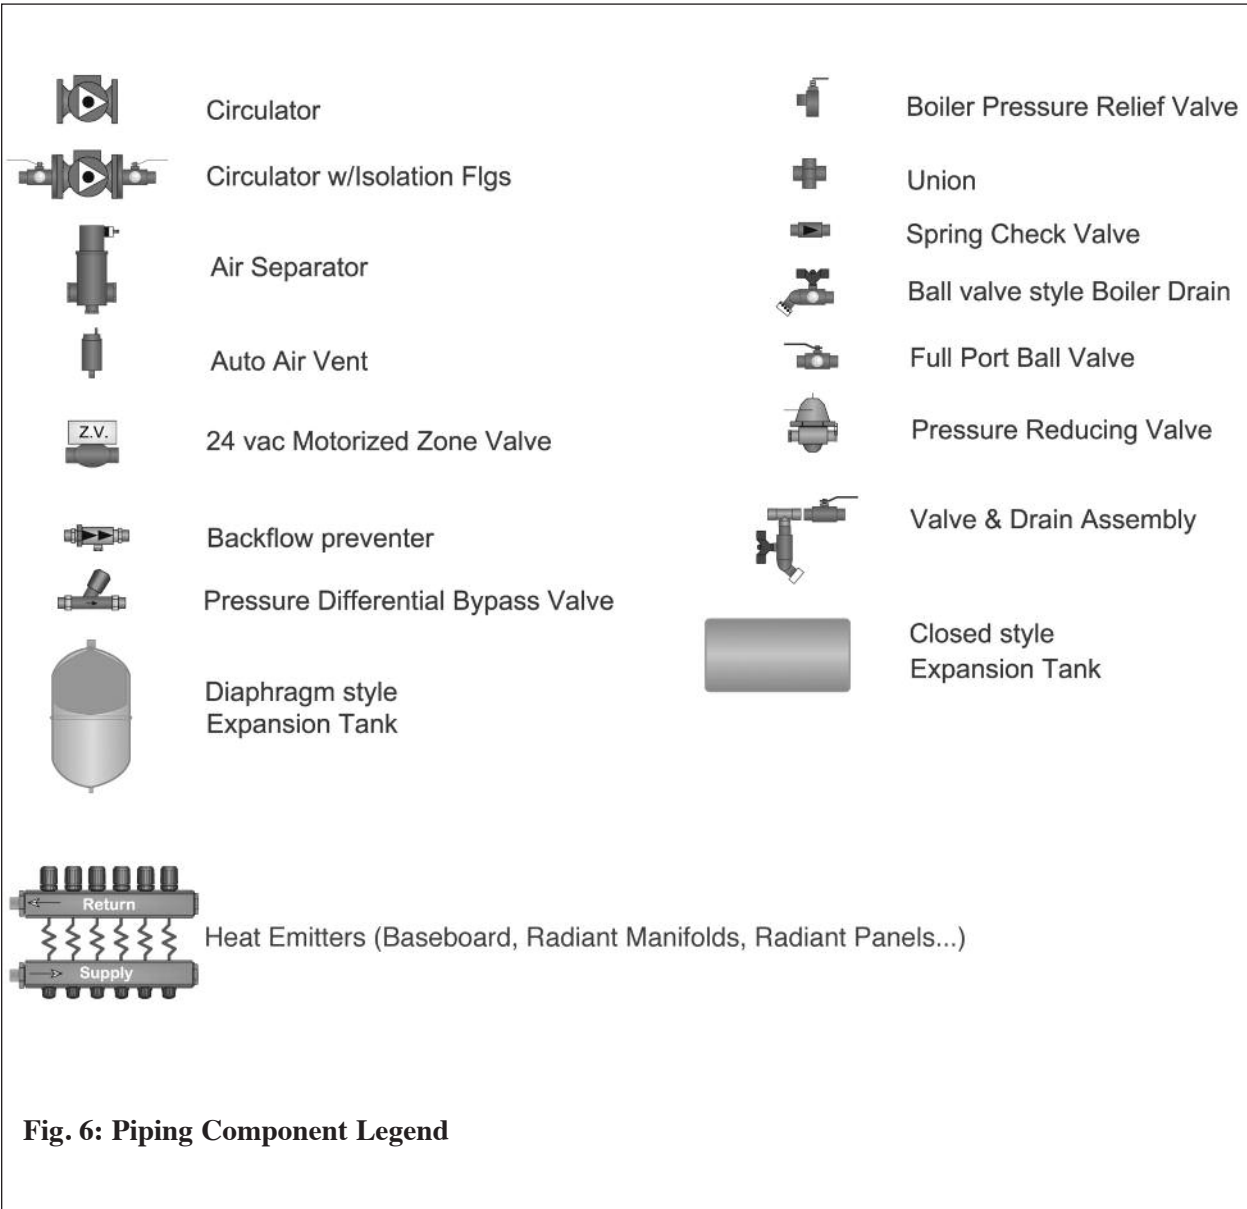 Circulator
Circulator w/Isolation Flgs
Air Separator
Auto Air Vent
Z.V.
24 vac Motorized Zone Valve
Backflow preventer
Pressure Differential Bypass Valve
Diaphragm style
Expansion Tank
Boiler Pressure Relief Valve
Union
Spring Check Valve
Ball valve style Boiler Drain
Full Port Ball Valve
Pressure Reducing Valve
Valve & Drain Assembly
Closed style
Expansion Tank
Return
Heat Emitters (Baseboard, Radiant Manifolds, Radiant Panels...)
Supply
Fig. 6: Piping Component Legend